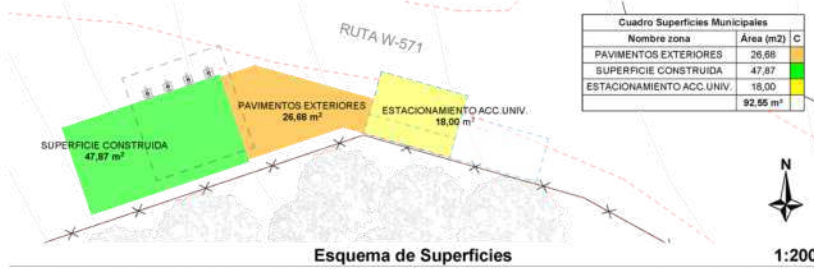 RUTA W-571
PAVIMENTOS EXTERIORES
26,68 m²
ESTACIONAMIENTO ACC.UNIV.
18,00 m²
SUPERFICIE CONSTRUIDA
47,87 m²
Cuadro Superficies Municipales
Nombre zona Área (m2) C
PAVIMENTOS EXTERIORES 26,68
SUPERFICIE CONSTRUIDA 47,87
ESTACIONAMIENTO ACC.UNIV. 18,00
92,55 m²
N
Esquema de Superficies 1:200